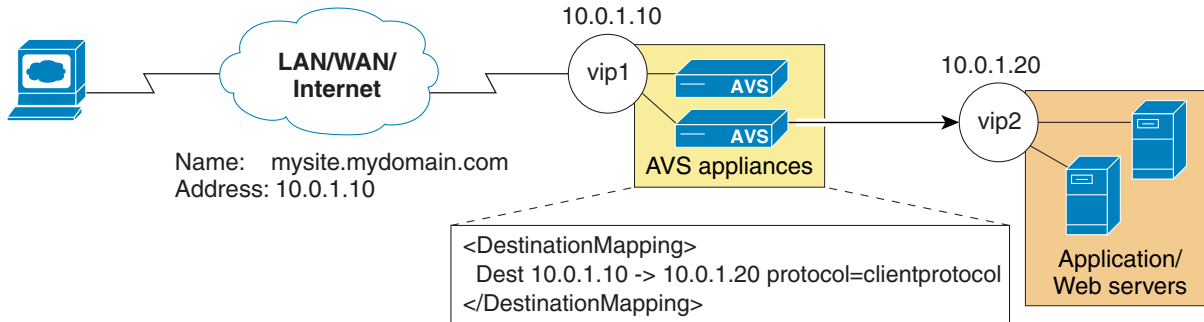 10.0.1.10
LAN/WAN/
Internet
vip1
AVS
AVS
AVS appliances
10.0.1.20
vip2
Name: mysite.mydomain.com
Address: 10.0.1.10
<DestinationMapping>
Dest 10.0.1.10 -> 10.0.1.20 protocol=clientprotocol
</DestinationMapping>
Application/
Web servers